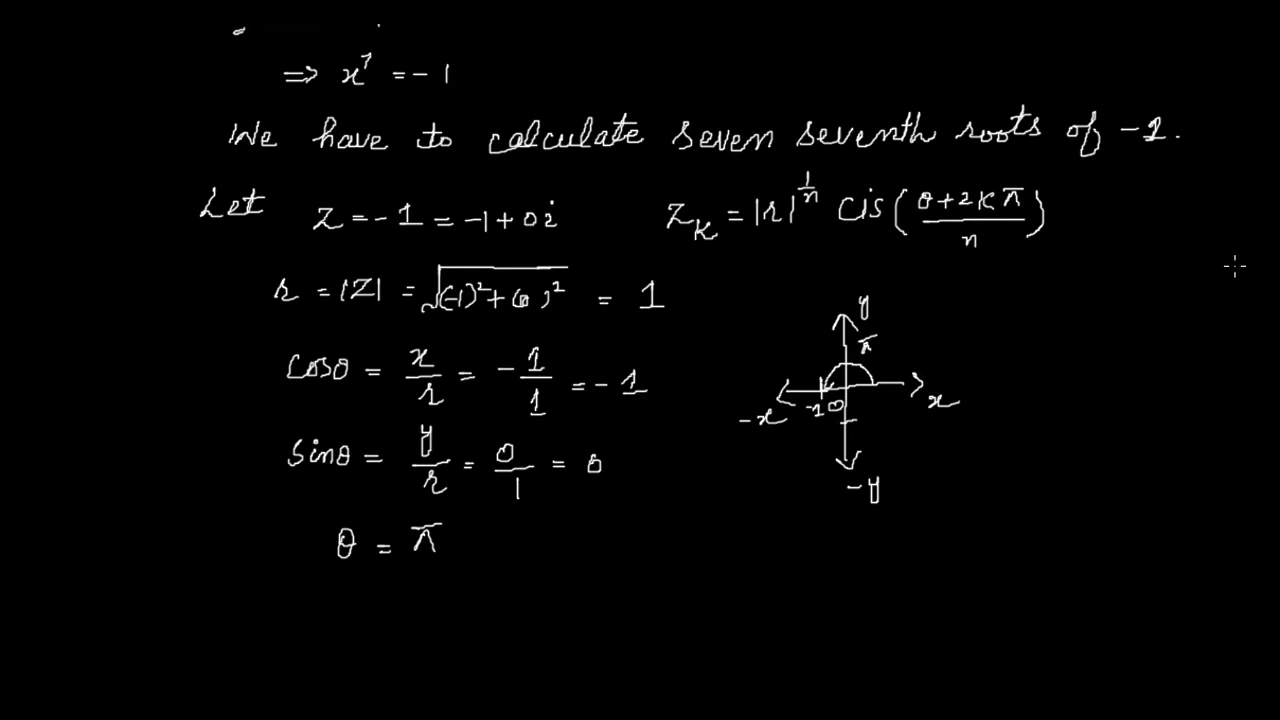 ⇒ x⁷ = -1
We have to calculate seven seventh roots of -1.
Let z = -1 = -1 + 0i
Z_K = |r|^(1/n) Cis((θ+2Kπ)/n)
r = |Z| = √((-1)² + (0)²) = 1
Cosθ = x/r = -1/1 = -1
Sinθ = y/r = 0/1 = 0
θ = π
y
π
-1 0
-x x
-y